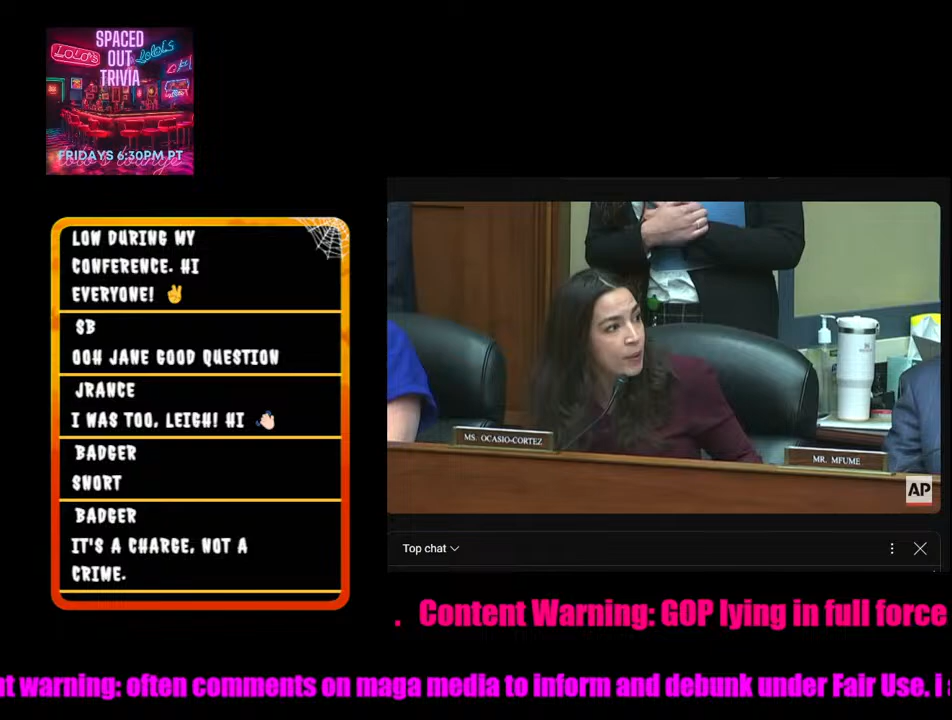 SPACED
OUT
TRIVIA
LOLO'S
FRIDAYS 6:30PM PT
lolo's lounge
LOW DURING MY
CONFERENCE. HI
EVERYONE! ✌
SB
OOH JANE GOOD QUESTION
JRANCE
I WAS TOO, LEIGH! HI 👋🏻
BADGER
SNORT
BADGER
IT'S A CHARGE, NOT A
CRIME.
MS. OCASIO-CORTEZ
MR. MFUME
AP
Top chat
. Content Warning: GOP lying in full force
nt warning: often comments on maga media to inform and debunk under Fair Use. i a